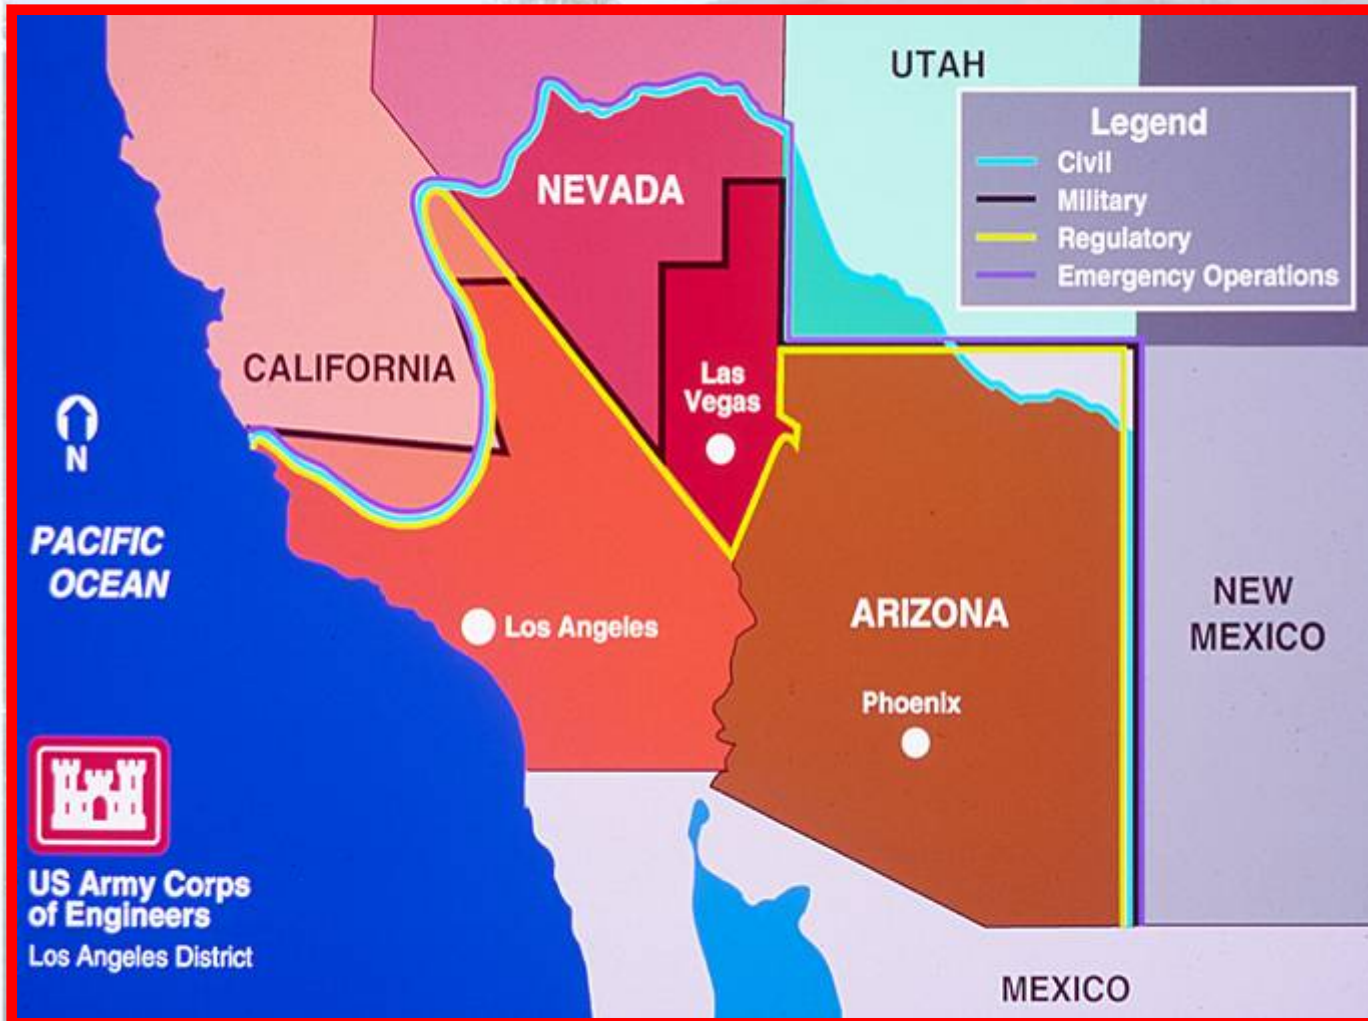 UTAH
Legend
Civil
Military
Regulatory
Emergency Operations
NEVADA
CALIFORNIA
Las
Vegas
N
PACIFIC
OCEAN
Los Angeles
ARIZONA
NEW
MEXICO
Phoenix
US Army Corps
of Engineers
Los Angeles District
MEXICO